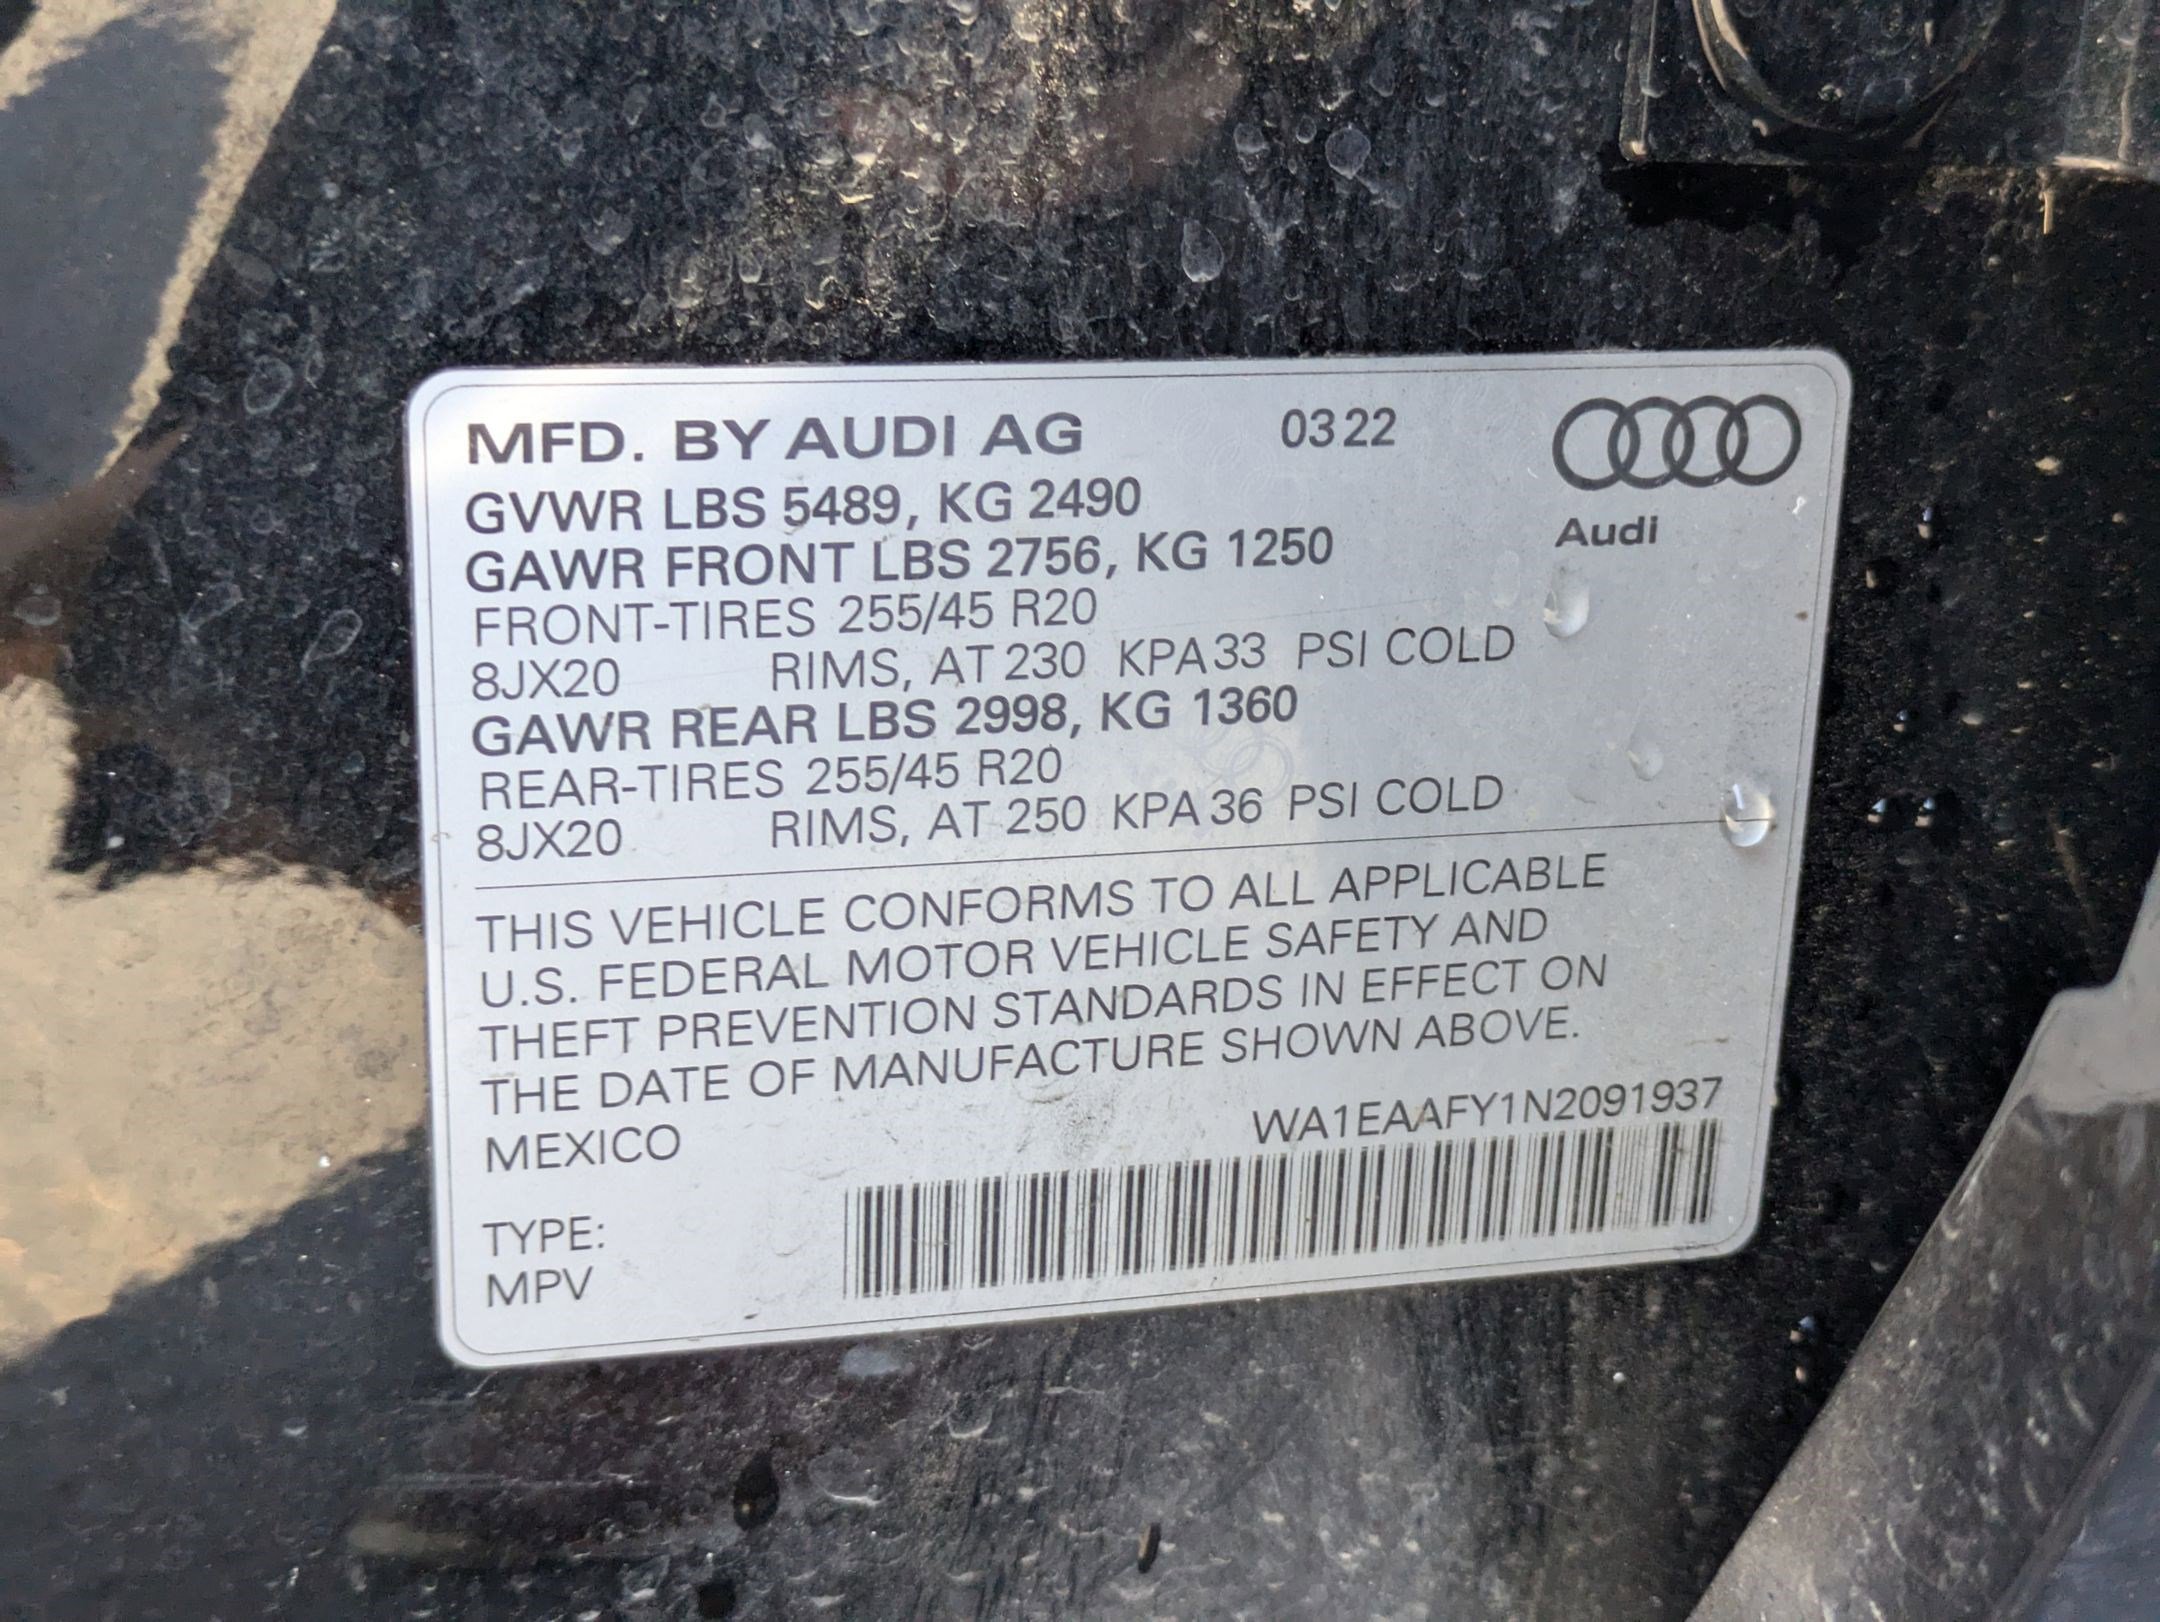 MFD. BY AUDI AG 0322
Audi
GVWR LBS 5489, KG 2490
GAWR FRONT LBS 2756, KG 1250
FRONT-TIRES 255/45 R20
8JX20 RIMS, AT 230 KPA 33 PSI COLD
GAWR REAR LBS 2998, KG 1360
REAR-TIRES 255/45 R20
8JX20 RIMS, AT 250 KPA 36 PSI COLD
THIS VEHICLE CONFORMS TO ALL APPLICABLE
U.S. FEDERAL MOTOR VEHICLE SAFETY AND
THEFT PREVENTION STANDARDS IN EFFECT ON
THE DATE OF MANUFACTURE SHOWN ABOVE.
MEXICO WA1EAAFY1N2091937
TYPE:
MPV